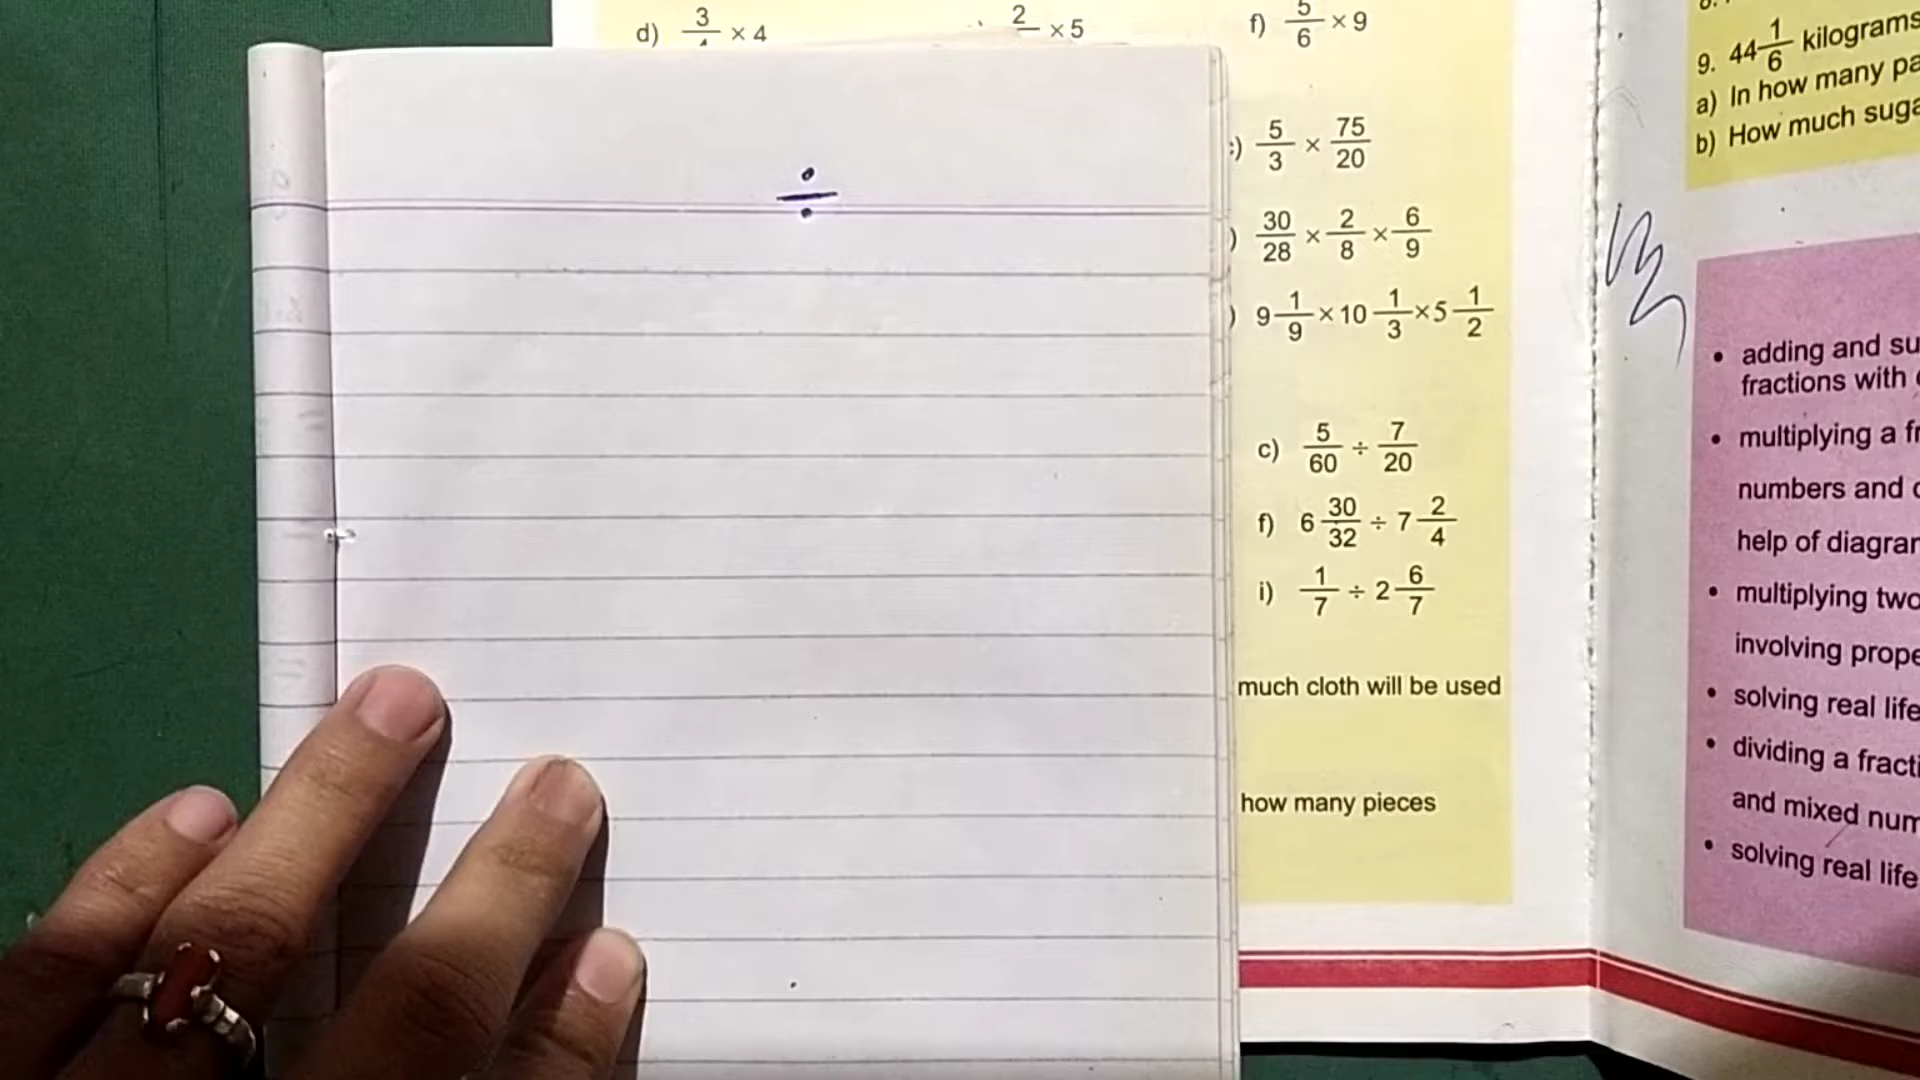 d) 3/4 × 4
2/ × 5
f) 5/6 × 9
÷
) 5/3 × 75/20
) 30/28 × 2/8 × 6/9
) 9 1/9 × 10 1/3 × 5 1/2
c) 5/60 ÷ 7/20
f) 6 30/32 ÷ 7 2/4
i) 1/7 ÷ 2 6/7
much cloth will be used
how many pieces
9. 44 1/6 kilograms
a) In how many pa
b) How much suga
• adding and su
fractions with
• multiplying a fr
numbers and
help of diagra
• multiplying two
involving prope
• solving real life
• dividing a fracti
and mixed num
• solving real life